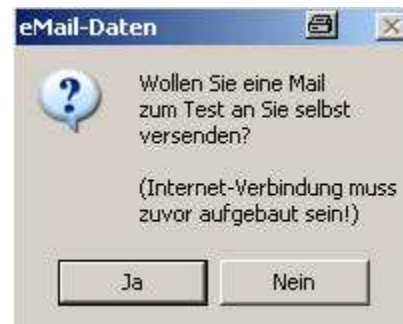 eMail-Daten
Wollen Sie eine Mail
zum Test an Sie selbst
versenden?
(Internet-Verbindung muss
zuvor aufgebaut sein!)
Ja
Nein